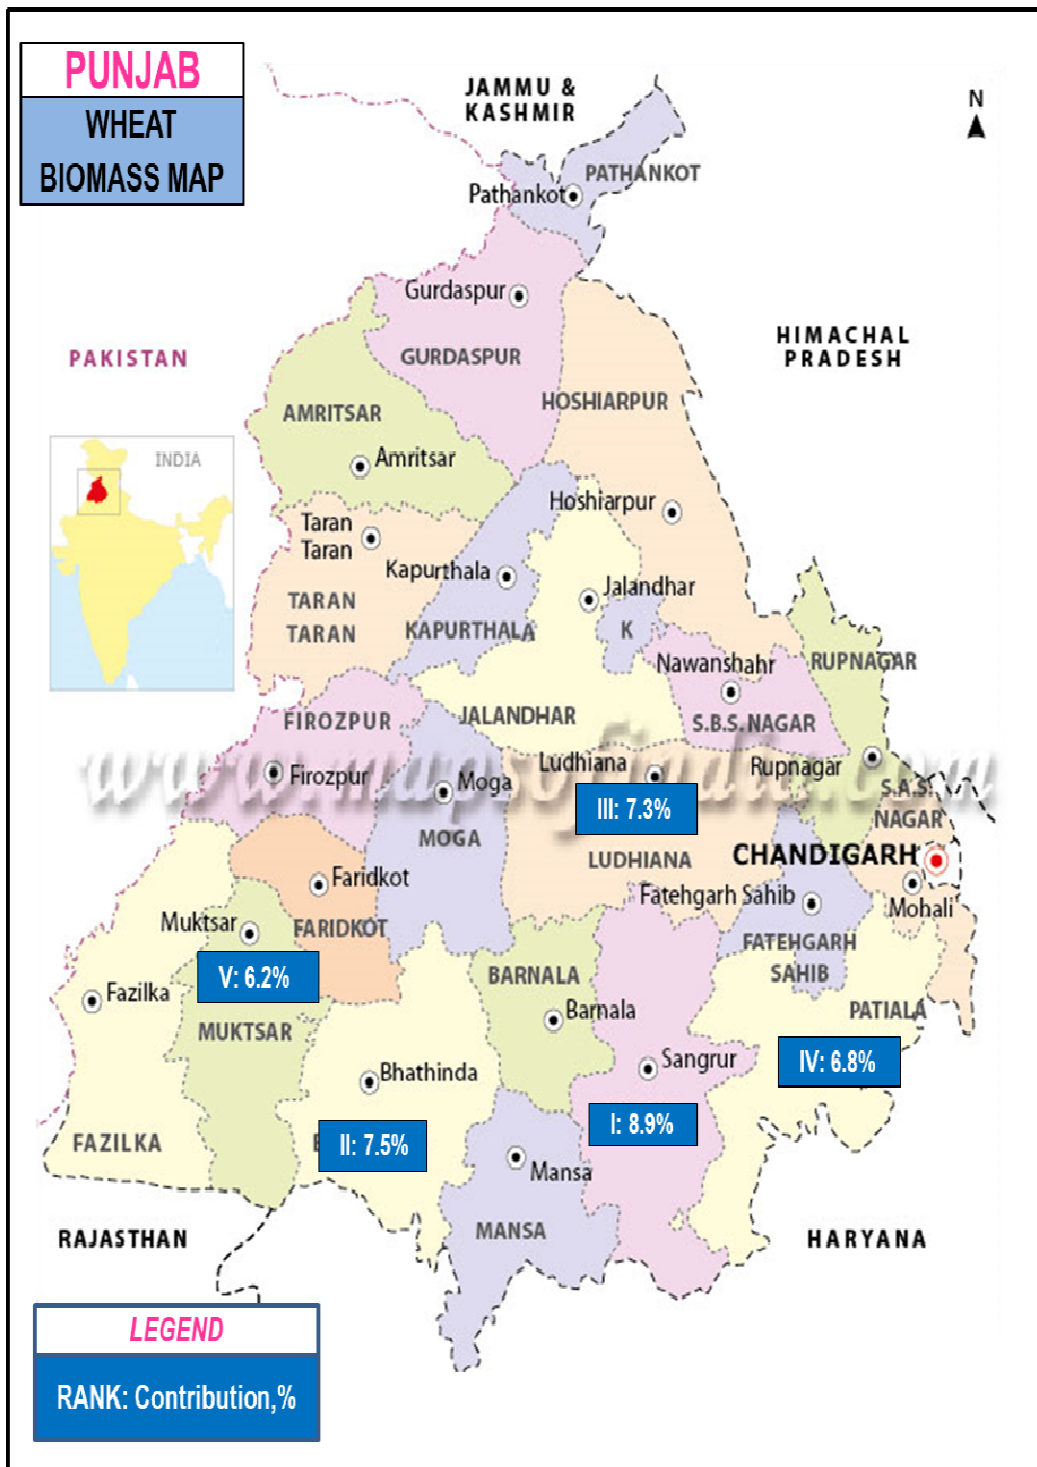 PUNJAB
WHEAT
BIOMASS MAP
JAMMU &
KASHMIR
N
PATHANKOT
Pathankot
Gurdaspur
GURDASPUR
PAKISTAN
HIMACHAL
PRADESH
HOSHIARPUR
AMRITSAR
Amritsar
INDIA
Hoshiarpur
Taran
Taran
Kapurthala
Jalandhar
TARAN
TARAN
KAPURTHALA
K
Nawanshahr
RUPNAGAR
FIROZPUR
JALANDHAR
S.B.S. NAGAR
www.mapsofindia.com
Firozpur
Moga
Ludhiana
Rupnagar
S.A.S.
NAGAR
III: 7.3%
MOGA
LUDHIANA
CHANDIGARH
Faridkot
Fatehgarh Sahib
Mohali
Muktsar
FARIDKOT
FATEHGARH
SAHIB
V: 6.2%
BARNALA
Fazilka
Barnala
PATIALA
MUKTSAR
IV: 6.8%
Bhathinda
Sangrur
I: 8.9%
FAZILKA
II: 7.5%
Mansa
MANSA
RAJASTHAN
HARYANA
LEGEND
RANK: Contribution,%